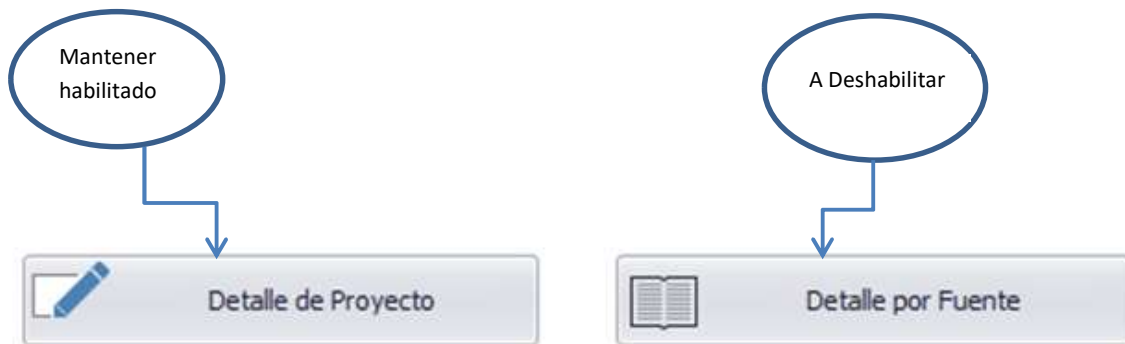 Mantener
habilitado
A Deshabilitar
Detalle de Proyecto
Detalle por Fuente